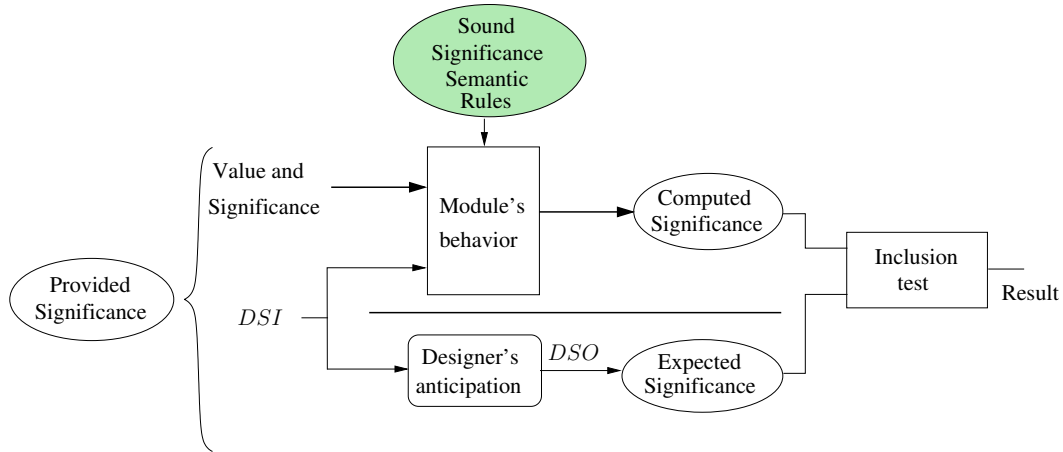 Sound
Significance
Semantic
Rules
Value and
Significance
Module's
behavior
Computed
Significance
Inclusion
test
Result
Provided
Significance
DSI
Designer's
anticipation
DSO
Expected
Significance